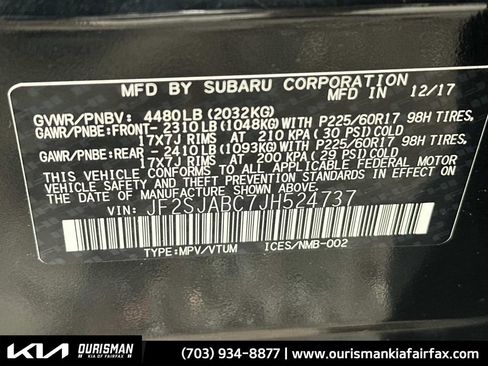 MFD BY SUBARU CORPORATION 12/17
GVWR/PNBV: 4480LB(2032KG)
GAWR/PNBE:FRONT- 2310LB(1048KG)WITH P225/60R17 98H TIRES,
17X7J RIMS AT 210 KPA( 30 PSI)COLD
GAWR/PNBE:REAR -2410LB(1093KG)WITH P225/60R17 98H TIRES,
17X7J RIMS AT 200 KPA( 29 PSI)COLD
THIS VEHICLE CONFORMS TO ALL APPLICABLE FEDERAL MOTOR
VEHICLE SAFETY BUMPER, AND THEFT PREVENTION STANDARDS
IN EFFECT ON THE DATE OF MANUFACTURE SHOWN ABOVE.
VIN: JF2SJABC7JH524737
TYPE:MPV/VTUM ICES/NMB-002
KIA OURISMAN KIA OF FAIRFAX (703) 934-8877 | www.ourismankiafairfax.com